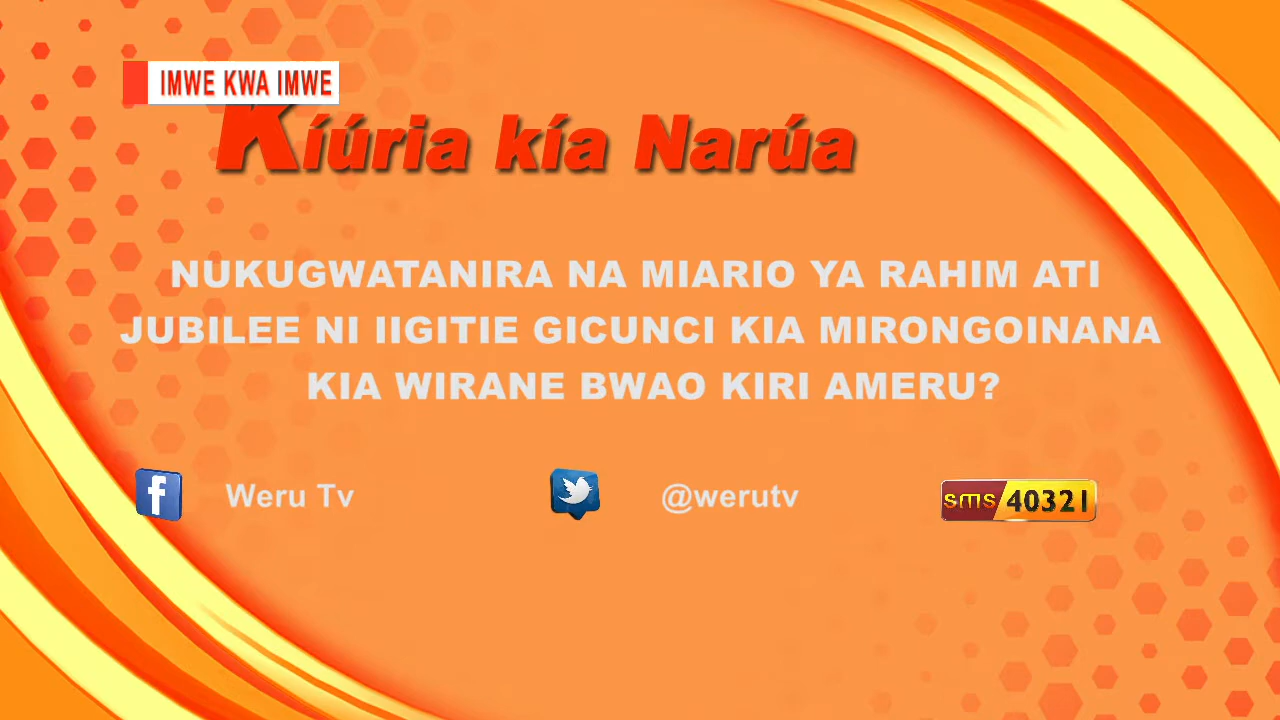 IMWE KWA IMWE
Kíúria kía Narúa
NUKUGWATANIRA NA MIARIO YA RAHIM ATI
JUBILEE NI IIGITIE GICUNCI KIA MIRONGOINANA
KIA WIRANE BWAO KIRI AMERU?
f Weru Tv @werutv sms 40321